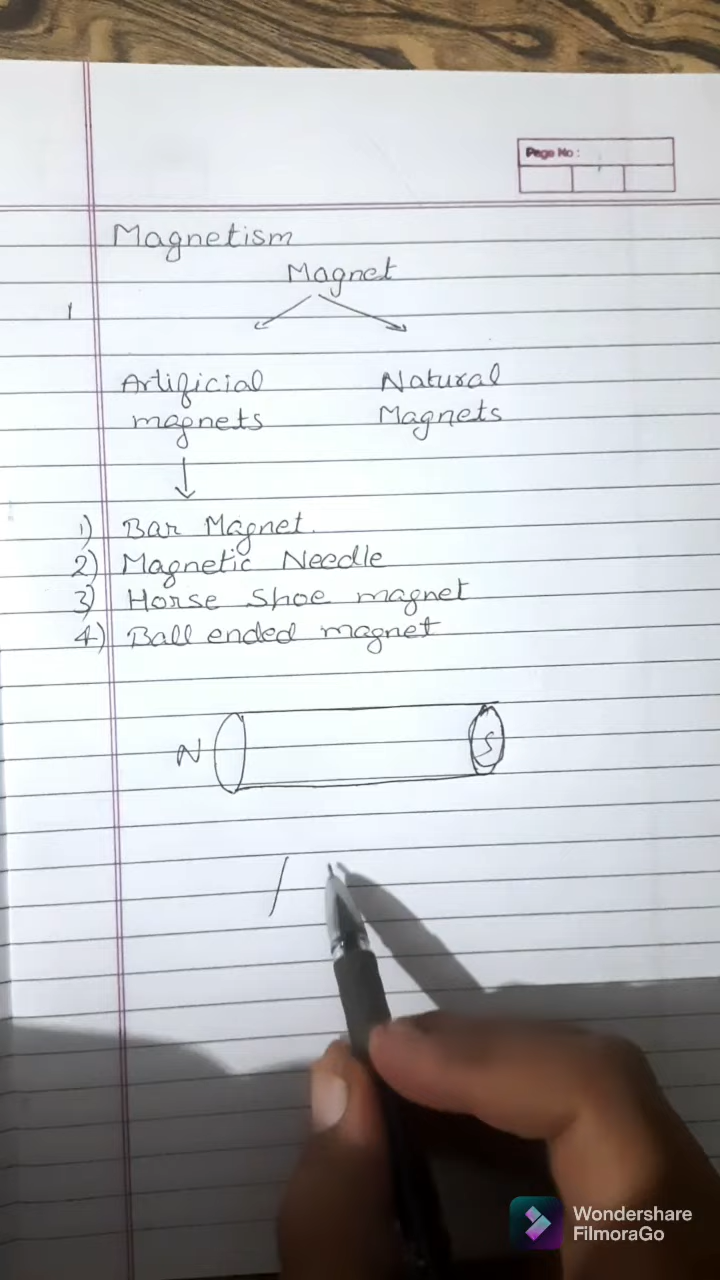 Page No :
Magnetism
Magnet
Artificial Natural
magnets Magnets
1) Bar Magnet.
2) Magnetic Needle
3) Horse Shoe magnet
4) Ball ended magnet
N S
Wondershare
FilmoraGo